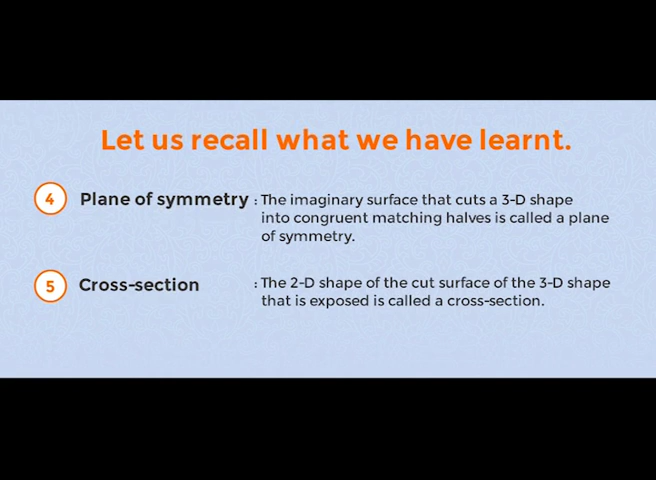 Let us recall what we have learnt.
4 Plane of symmetry : The imaginary surface that cuts a 3-D shape
into congruent matching halves is called a plane
of symmetry.
5 Cross-section : The 2-D shape of the cut surface of the 3-D shape
that is exposed is called a cross-section.